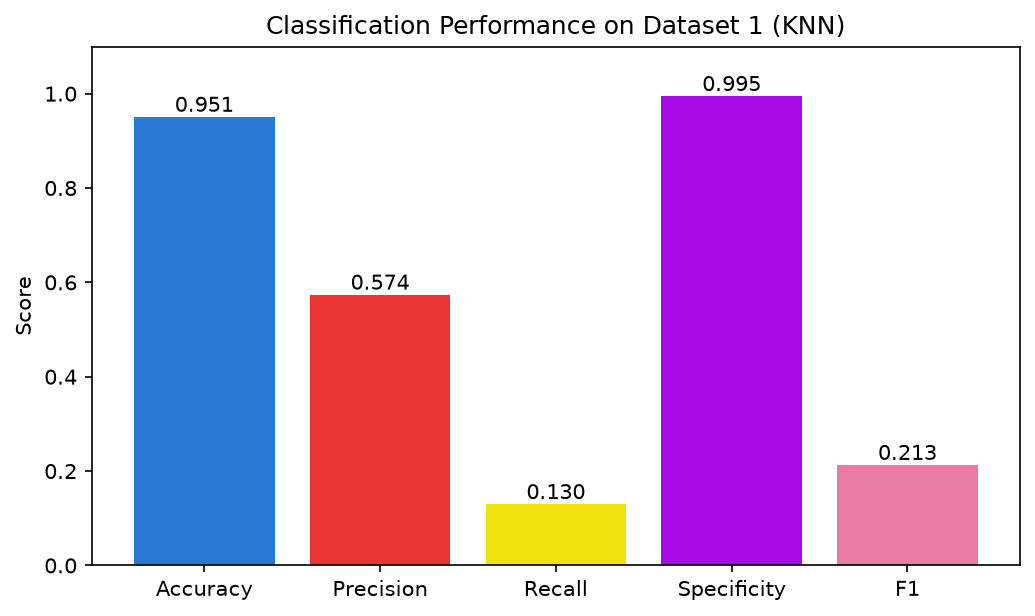 Classification Performance on Dataset 1 (KNN)
Score
1.0
0.8
0.6
0.4
0.2
0.0
0.951
0.574
0.130
0.995
0.213
Accuracy
Precision
Recall
Specificity
F1